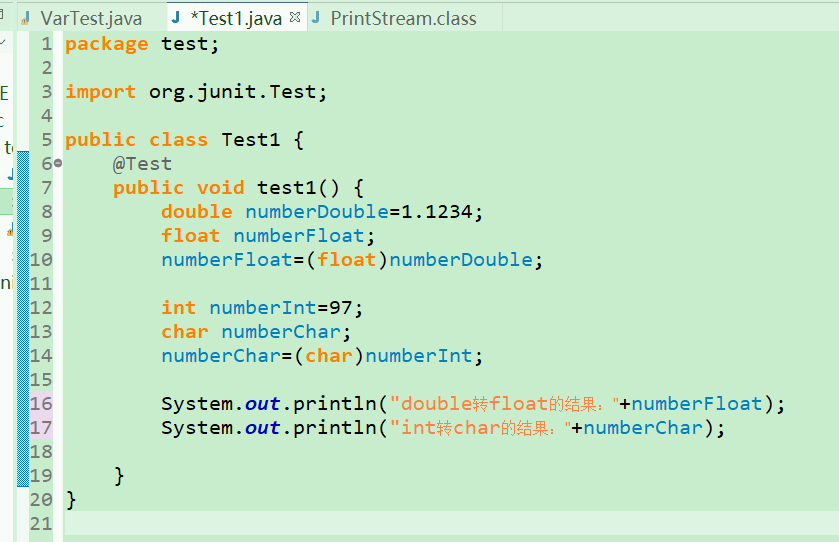 VarTest.java *Test1.java PrintStream.class
1 package test;
2
3 import org.junit.Test;
4
5 public class Test1 {
6 @Test
7 public void test1() {
8 double numberDouble=1.1234;
9 float numberFloat;
10 numberFloat=(float)numberDouble;
11
12 int numberInt=97;
13 char numberChar;
14 numberChar=(char)numberInt;
15
16 System.out.println("double转float的结果："+numberFloat);
17 System.out.println("int转char的结果："+numberChar);
18
19 }
20 }
21